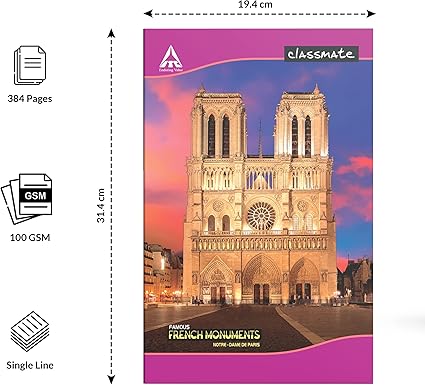 19.4 cm
31.4 cm
384 Pages
GSM
100 GSM
Single Line
Enduring Value
classmate
FAMOUS
FRENCH MONUMENTS
NOTRE-DAME DE PARIS